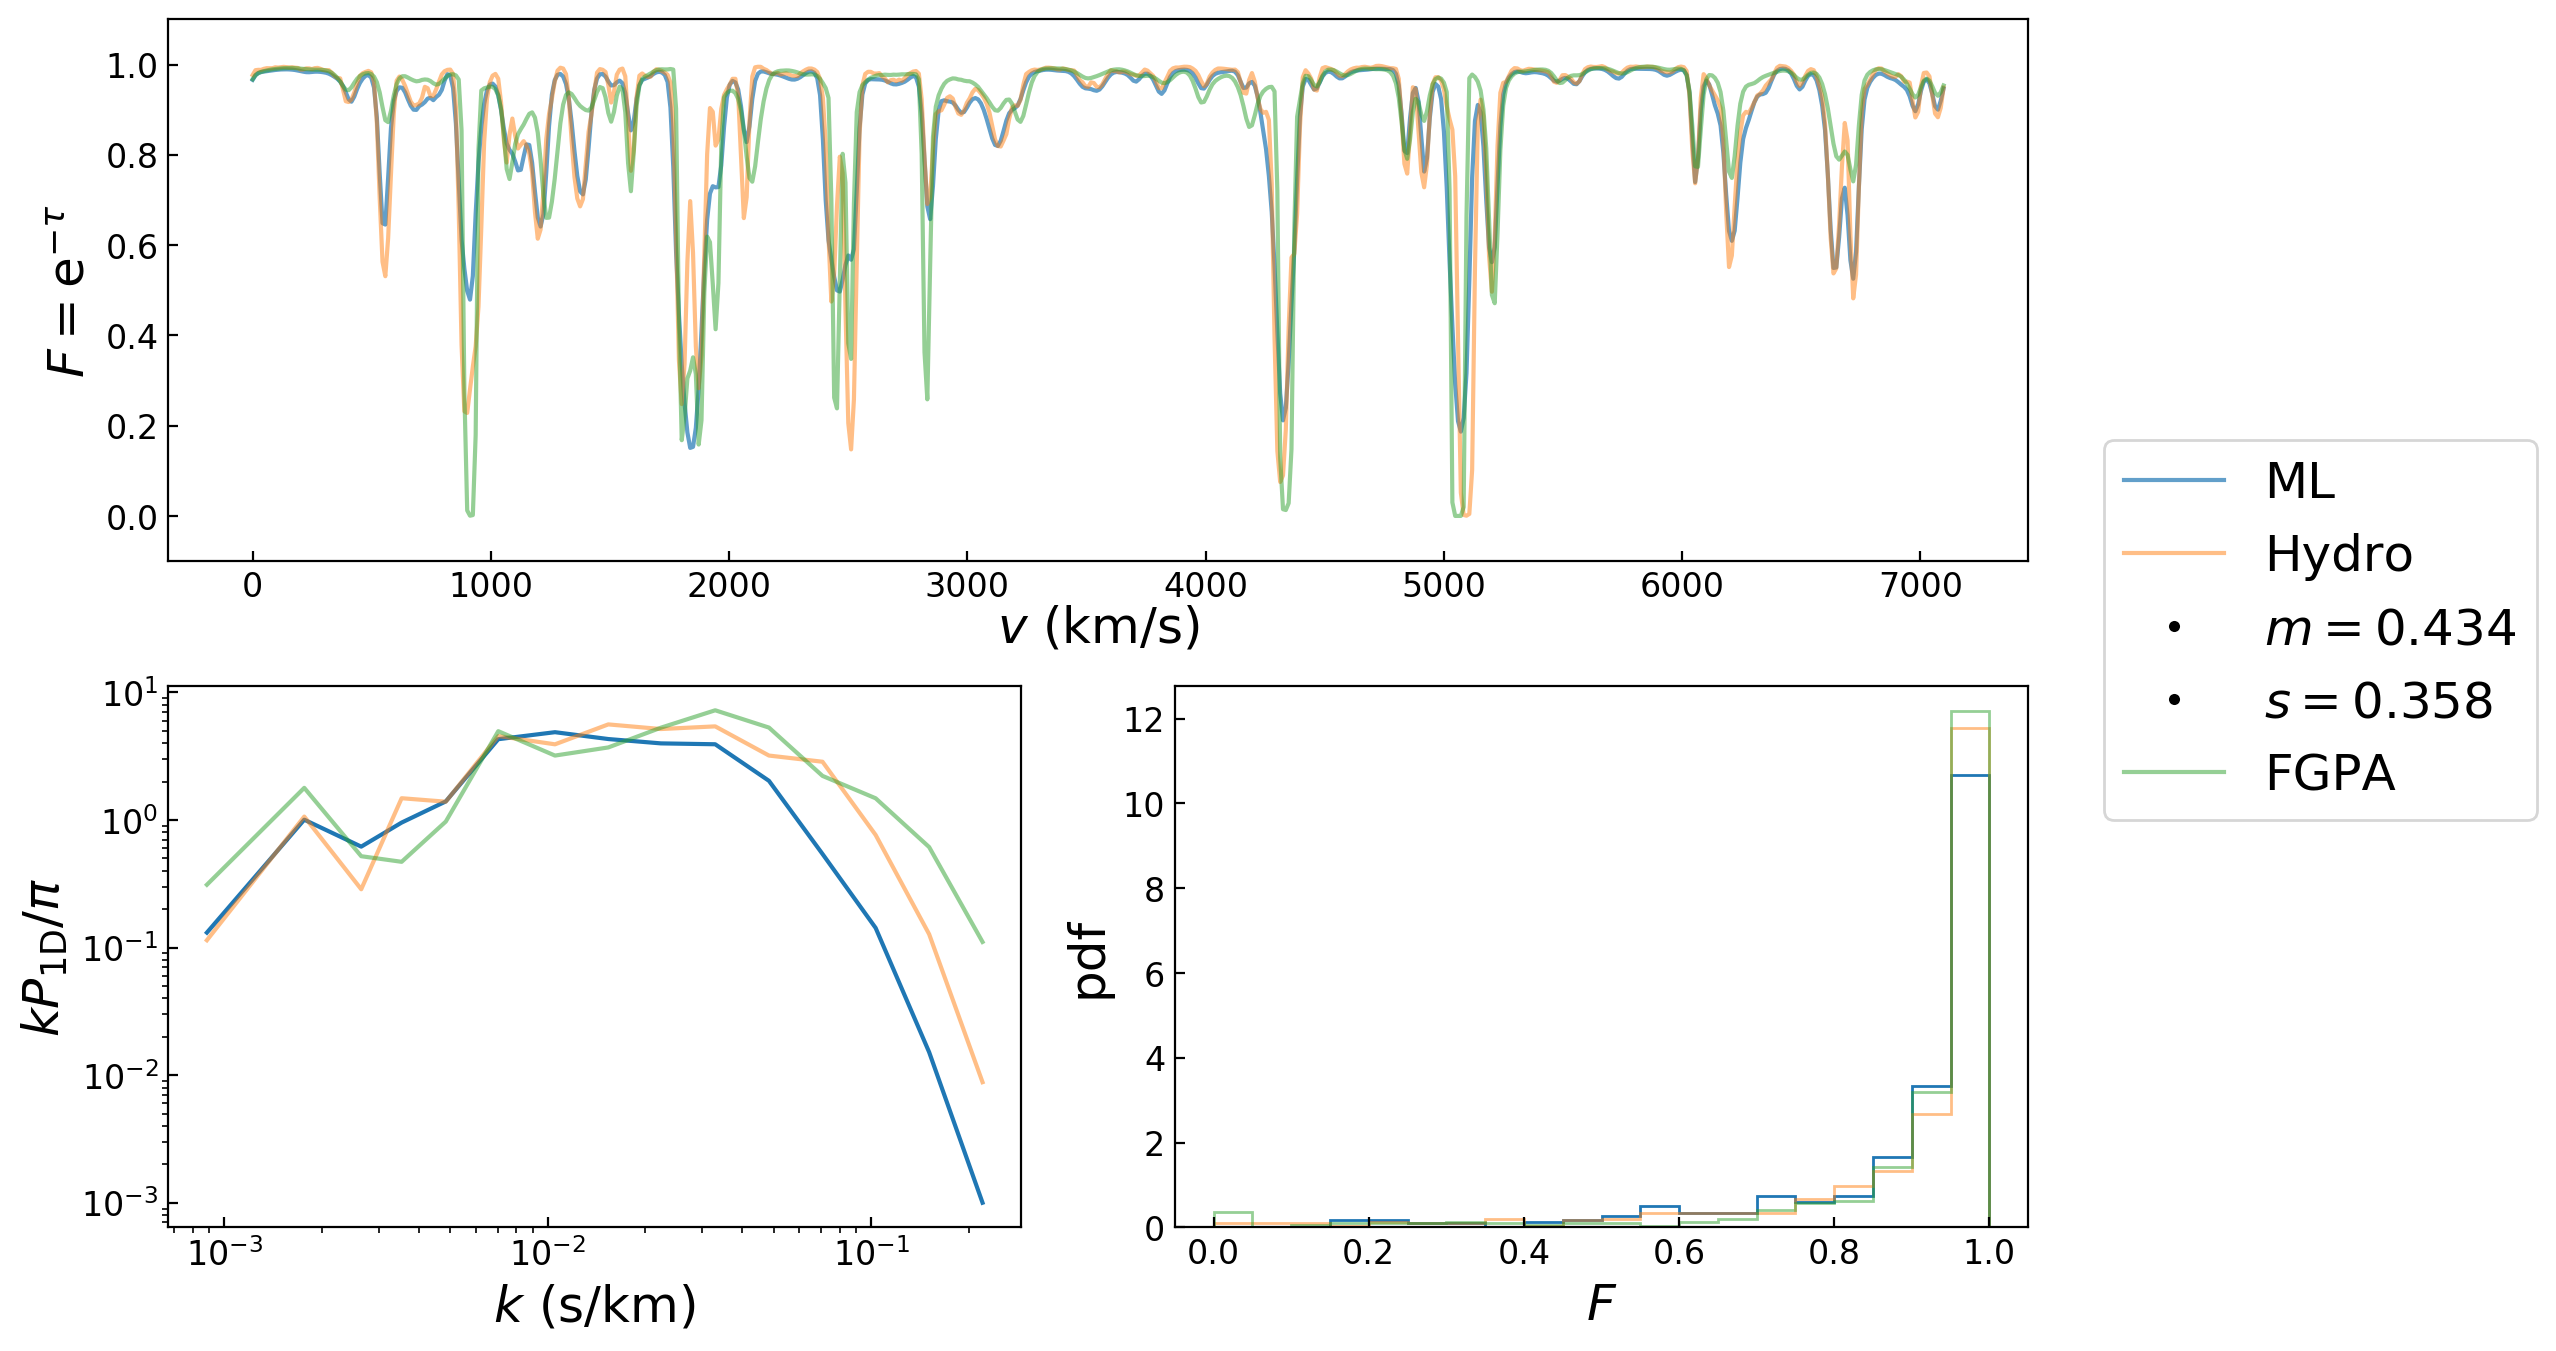 F = e^{−τ}
1.0
0.8
0.6
0.4
0.2
0.0
0 1000 2000 3000 4000 5000 6000 7000
v (km/s)
ML
Hydro
m = 0.434
s = 0.358
FGPA
kP_{1D}/π
10^1
10^0
10^{−1}
10^{−2}
10^{−3}
10^{−3} 10^{−2} 10^{−1}
k (s/km)
pdf
12
10
8
6
4
2
0
0.0 0.2 0.4 0.6 0.8 1.0
F